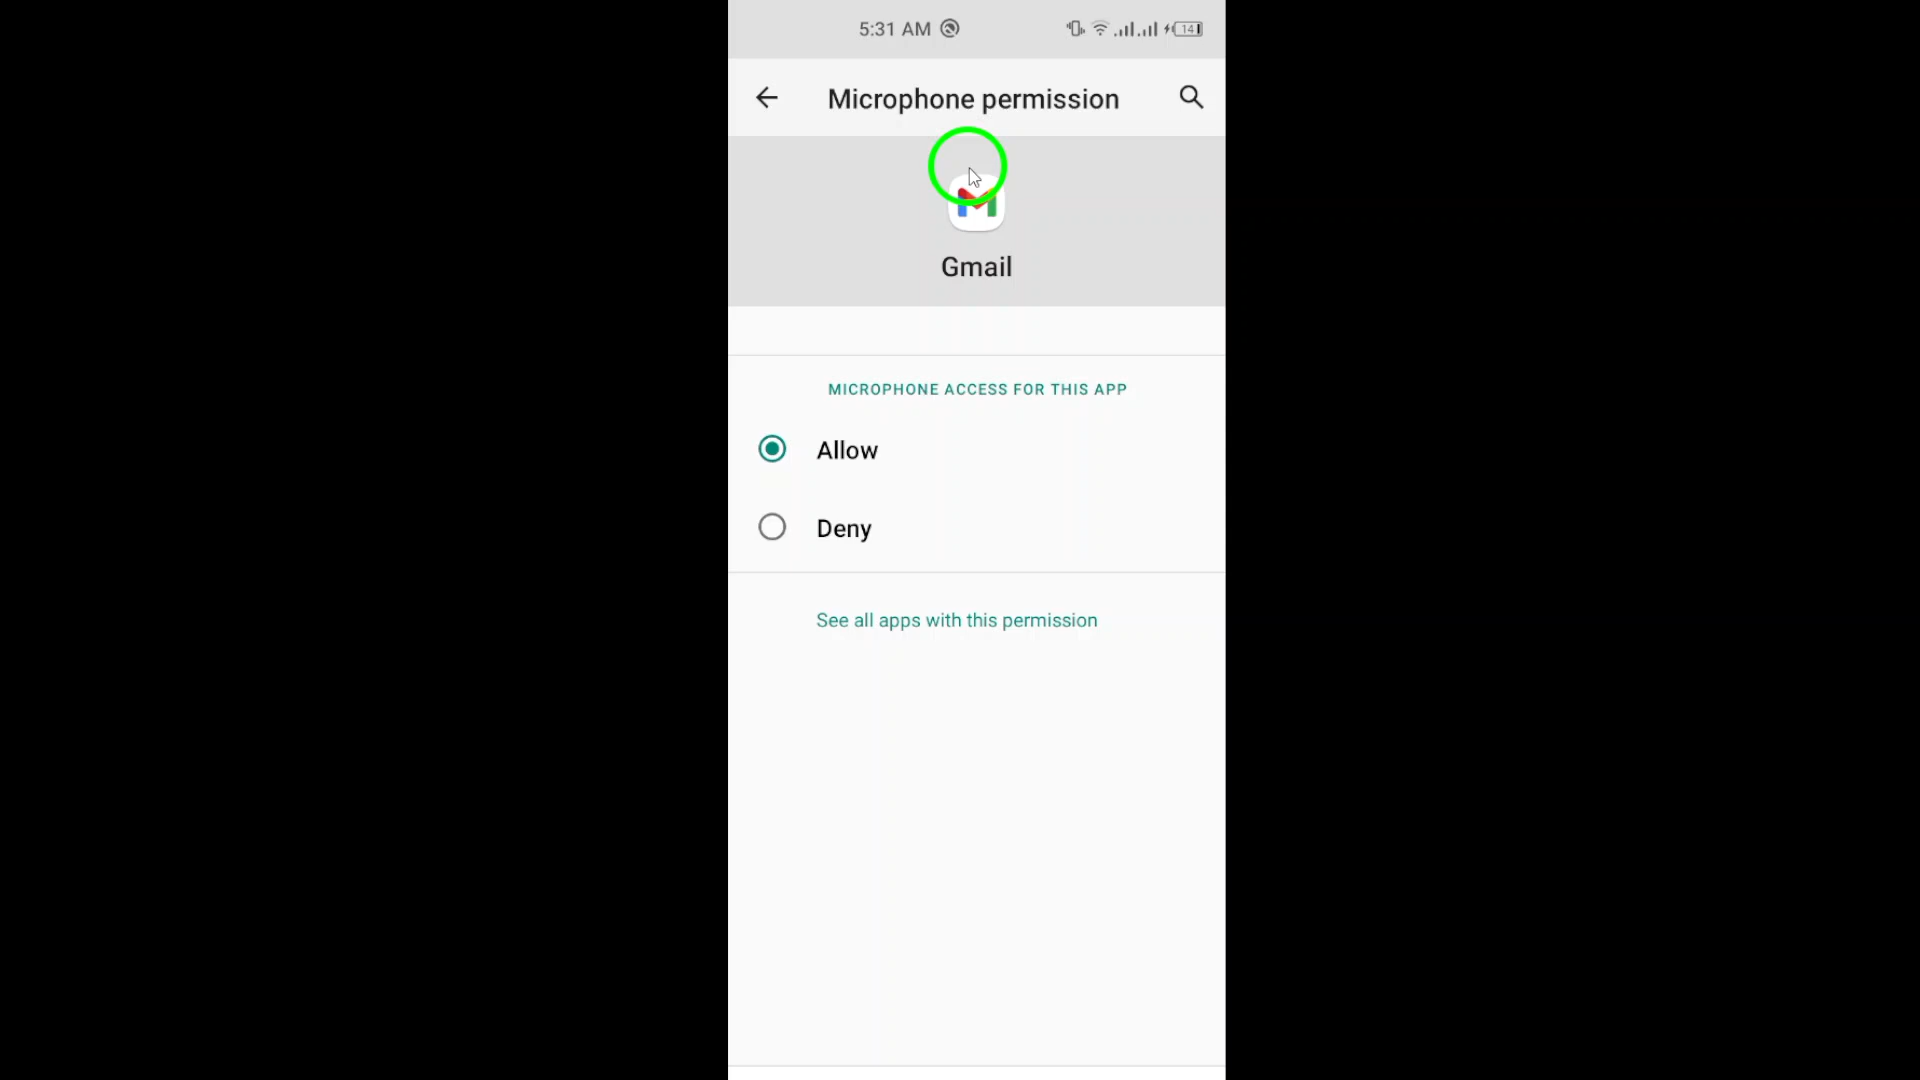 5:31 AM
14
Microphone permission
Gmail
MICROPHONE ACCESS FOR THIS APP
Allow
Deny
See all apps with this permission